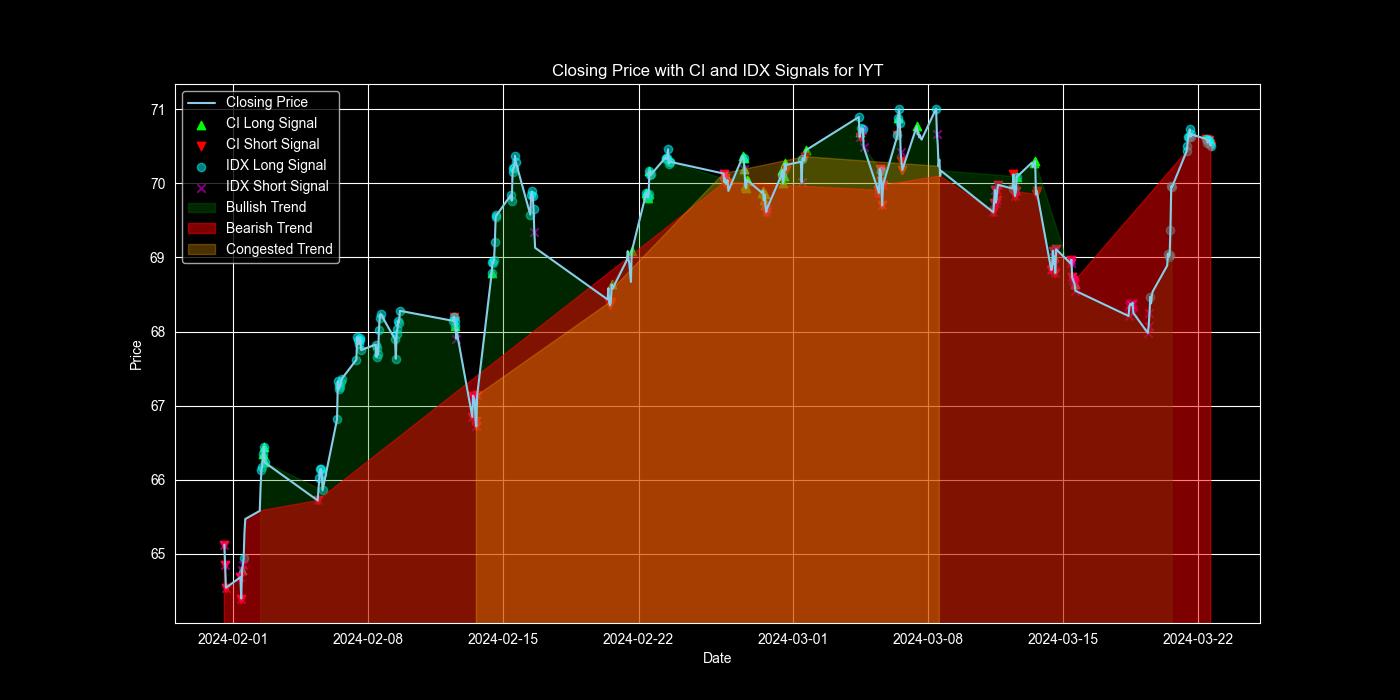 Closing Price with CI and IDX Signals for IYT
Closing Price
CI Long Signal
CI Short Signal
IDX Long Signal
IDX Short Signal
Bullish Trend
Bearish Trend
Congested Trend
Price
71
70
69
68
67
66
65
2024-02-01
2024-02-08
2024-02-15
2024-02-22
2024-03-01
2024-03-08
2024-03-15
2024-03-22
Date